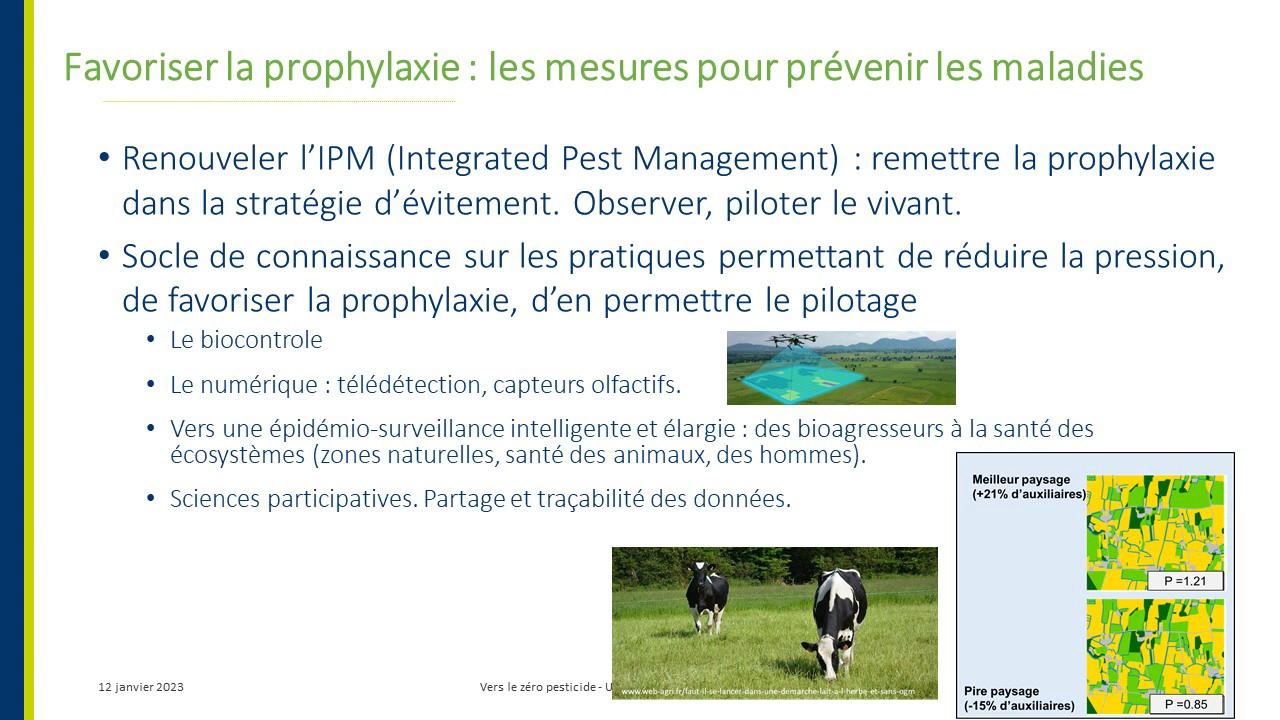 Favoriser la prophylaxie : les mesures pour prévenir les maladies
• Renouveler l’IPM (Integrated Pest Management) : remettre la prophylaxie
dans la stratégie d’évitement. Observer, piloter le vivant.
• Socle de connaissance sur les pratiques permettant de réduire la pression,
de favoriser la prophylaxie, d’en permettre le pilotage
• Le biocontrole
• Le numérique : télédétection, capteurs olfactifs.
• Vers une épidémio-surveillance intelligente et élargie : des bioagresseurs à la santé des
écosystèmes (zones naturelles, santé des animaux, des hommes).
• Sciences participatives. Partage et traçabilité des données.
Meilleur paysage
(+21% d’auxiliaires)
P =1.21
Pire paysage
(-15% d’auxiliaires)
P =0.85
www.web-agri.fr/faut-il-se-lancer-dans-une-demarche-lait-a-l-herbe-et-sans-ogm
12 janvier 2023
Vers le zéro pesticide - U